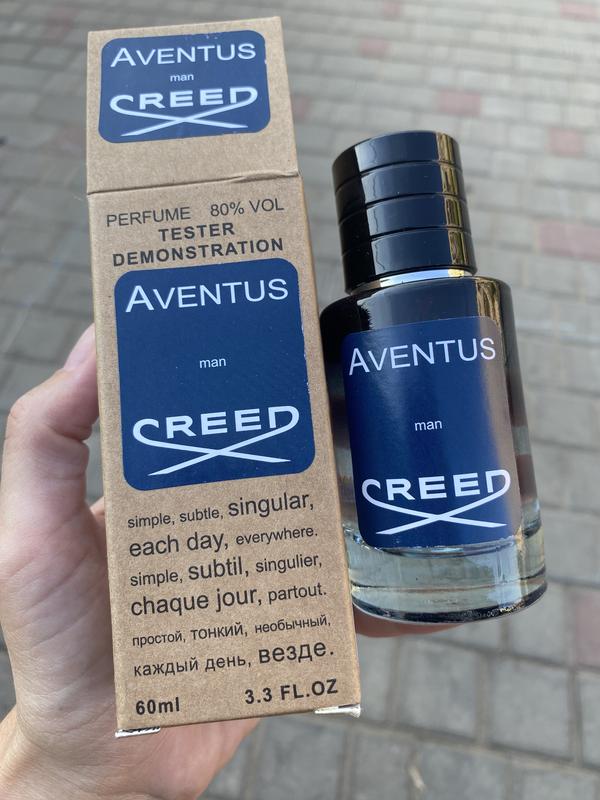 AVENTUS
man
CREED
PERFUME 80% VOL
TESTER
DEMONSTRATION
AVENTUS
man
CREED
simple, subtle, singular,
each day, everywhere.
simple, subtil, singulier,
chaque jour, partout.
простой, тонкий, необычный,
каждый день, везде.
60ml 3.3 FL.OZ
AVENTUS
man
CREED